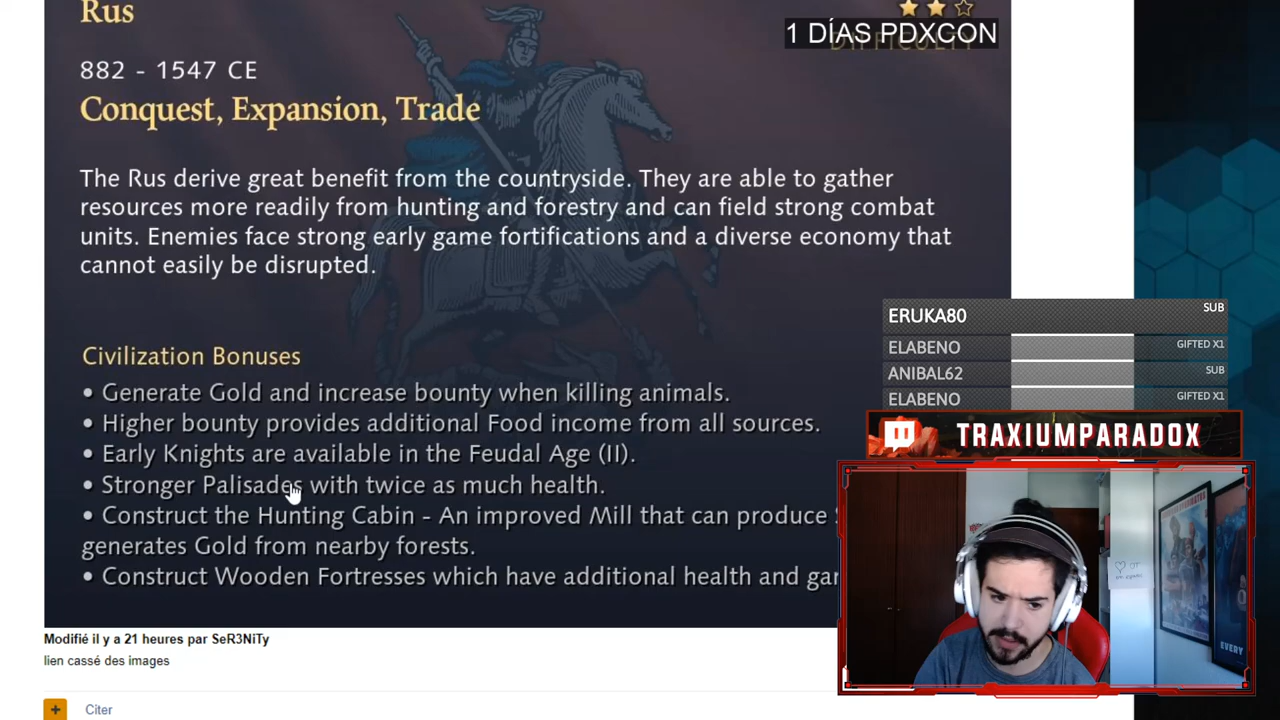 Rus
1 DÍAS PDXCON
882 - 1547 CE
Conquest, Expansion, Trade
The Rus derive great benefit from the countryside. They are able to gather
resources more readily from hunting and forestry and can field strong combat
units. Enemies face strong early game fortifications and a diverse economy that
cannot easily be disrupted.
Civilization Bonuses
• Generate Gold and increase bounty when killing animals.
• Higher bounty provides additional Food income from all sources.
• Early Knights are available in the Feudal Age (II).
• Stronger Palisades with twice as much health.
• Construct the Hunting Cabin - An improved Mill that can produce
generates Gold from nearby forests.
• Construct Wooden Fortresses which have additional health and
Modifié il y a 21 heures par SeR3NiTy
lien cassé des images
+ Citer
ERUKA80 SUB
ELABENO GIFTED X1
ANIBAL62 SUB
ELABENO GIFTED X1
TRAXIUMPARADOX
EVERY